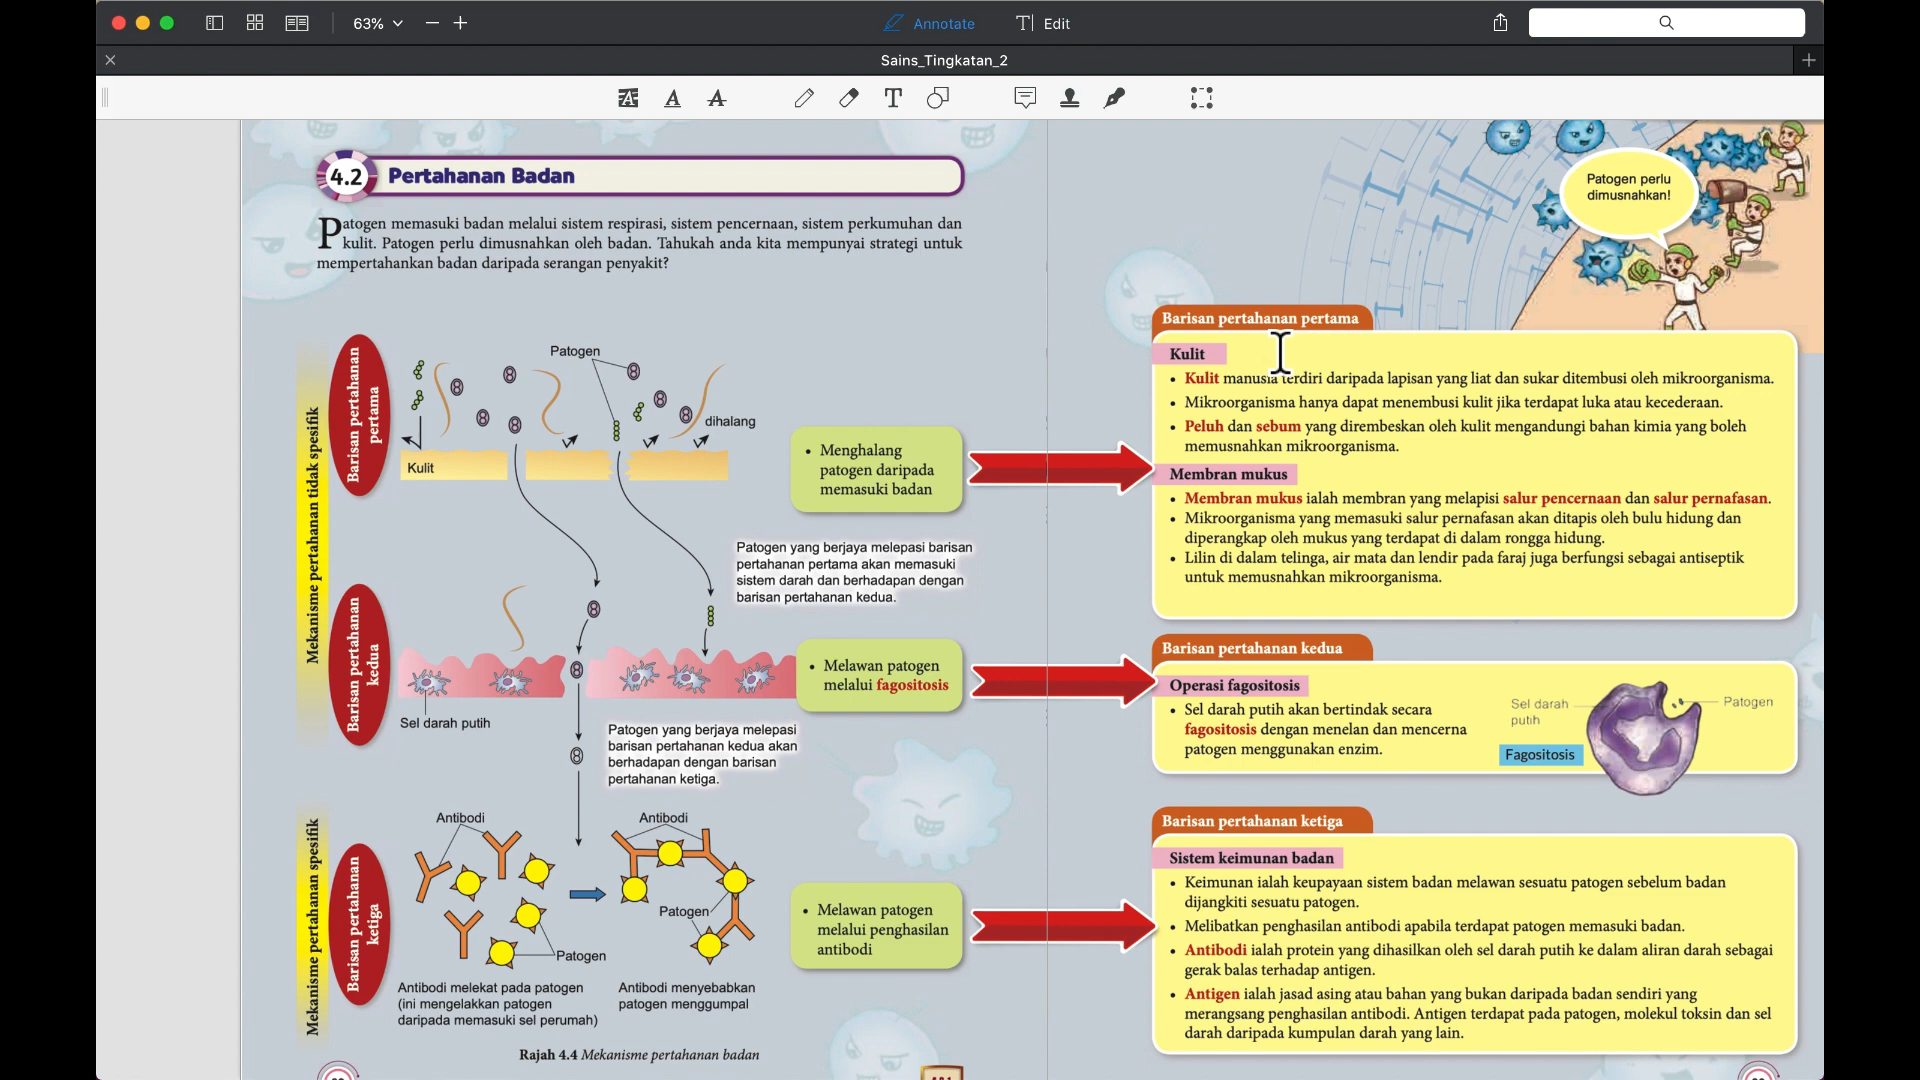 63%
Annotate
Edit
Sains_Tingkatan_2
4.2 Pertahanan Badan
Patogen memasuki badan melalui sistem respirasi, sistem pencernaan, sistem perkumuhan dan
kulit. Patogen perlu dimusnahkan oleh badan. Tahukah anda kita mempunyai strategi untuk
mempertahankan badan daripada serangan penyakit?
Patogen perlu
dimusnahkan!
Mekanisme pertahanan tidak spesifik
Barisan pertahanan
pertama
Patogen
dihalang
Kulit
• Menghalang
patogen daripada
memasuki badan
Patogen yang berjaya melepasi barisan
pertahanan pertama akan memasuki
sistem darah dan berhadapan dengan
barisan pertahanan kedua.
Barisan pertahanan
kedua
Sel darah putih
• Melawan patogen
melalui fagositosis
Patogen yang berjaya melepasi
barisan pertahanan kedua akan
berhadapan dengan barisan
pertahanan ketiga.
Mekanisme pertahanan spesifik
Barisan pertahanan
ketiga
Antibodi
Antibodi
Patogen
Patogen
Antibodi melekat pada patogen
(ini mengelakkan patogen
daripada memasuki sel perumah)
Antibodi menyebabkan
patogen menggumpal
• Melawan patogen
melalui penghasilan
antibodi
Rajah 4.4 Mekanisme pertahanan badan
Barisan pertahanan pertama
Kulit
• Kulit manusia terdiri daripada lapisan yang liat dan sukar ditembusi oleh mikroorganisma.
• Mikroorganisma hanya dapat menembusi kulit jika terdapat luka atau kecederaan.
• Peluh dan sebum yang dirembeskan oleh kulit mengandungi bahan kimia yang boleh
memusnahkan mikroorganisma.
Membran mukus
• Membran mukus ialah membran yang melapisi salur pencernaan dan salur pernafasan.
• Mikroorganisma yang memasuki salur pernafasan akan ditapis oleh bulu hidung dan
diperangkap oleh mukus yang terdapat di dalam rongga hidung.
• Lilin di dalam telinga, air mata dan lendir pada faraj juga berfungsi sebagai antiseptik
untuk memusnahkan mikroorganisma.
Barisan pertahanan kedua
Operasi fagositosis
• Sel darah putih akan bertindak secara
fagositosis dengan menelan dan mencerna
patogen menggunakan enzim.
Sel darah
putih
Patogen
Fagositosis
Barisan pertahanan ketiga
Sistem keimunan badan
• Keimunan ialah keupayaan sistem badan melawan sesuatu patogen sebelum badan
dijangkiti sesuatu patogen.
• Melibatkan penghasilan antibodi apabila terdapat patogen memasuki badan.
• Antibodi ialah protein yang dihasilkan oleh sel darah putih ke dalam aliran darah sebagai
gerak balas terhadap antigen.
• Antigen ialah jasad asing atau bahan yang bukan daripada badan sendiri yang
merangsang penghasilan antibodi. Antigen terdapat pada patogen, molekul toksin dan sel
darah daripada kumpulan darah yang lain.